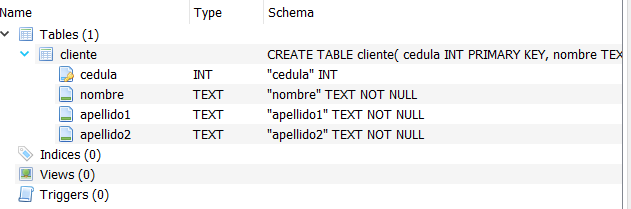 Name Type Schema
Tables (1)
cliente CREATE TABLE cliente( cedula INT PRIMARY KEY, nombre
cedula INT "cedula" INT
nombre TEXT "nombre" TEXT NOT NULL
apellido1 TEXT "apellido1" TEXT NOT NULL
apellido2 TEXT "apellido2" TEXT NOT NULL
Indices (0)
Views (0)
Triggers (0)